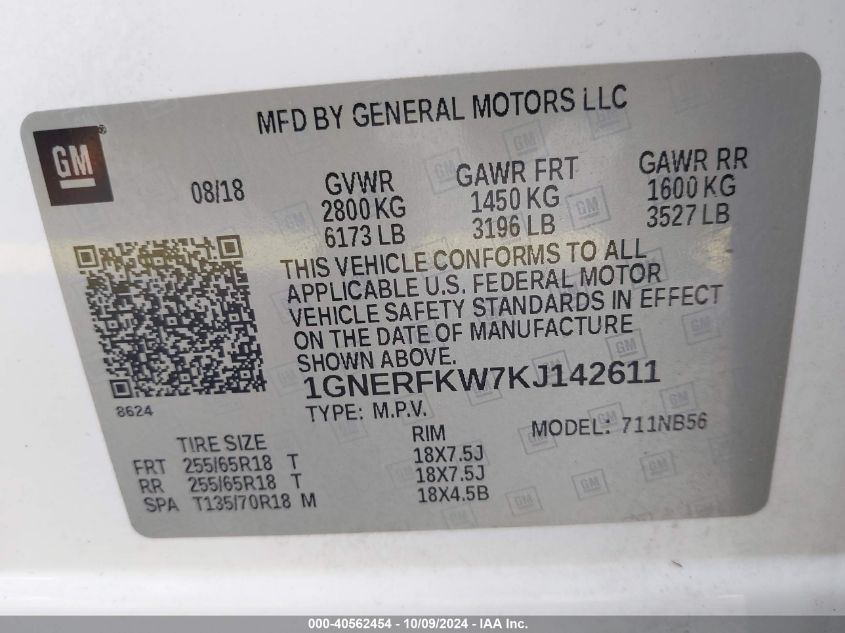 MFD BY GENERAL MOTORS LLC
GM
08/18
GVWR
2800 KG
6173 LB
GAWR FRT
1450 KG
3196 LB
GAWR RR
1600 KG
3527 LB
THIS VEHICLE CONFORMS TO ALL
APPLICABLE U.S. FEDERAL MOTOR
VEHICLE SAFETY STANDARDS IN EFFECT
ON THE DATE OF MANUFACTURE
SHOWN ABOVE.
1GNERFKW7KJ142611
8624
TYPE: M.P.V.
MODEL: 711NB56
TIRE SIZE
RIM
FRT 255/65R18 T 18X7.5J
RR 255/65R18 T 18X7.5J
SPA T135/70R18 M 18X4.5B
000-40562454 - 10/09/2024 - IAA Inc.